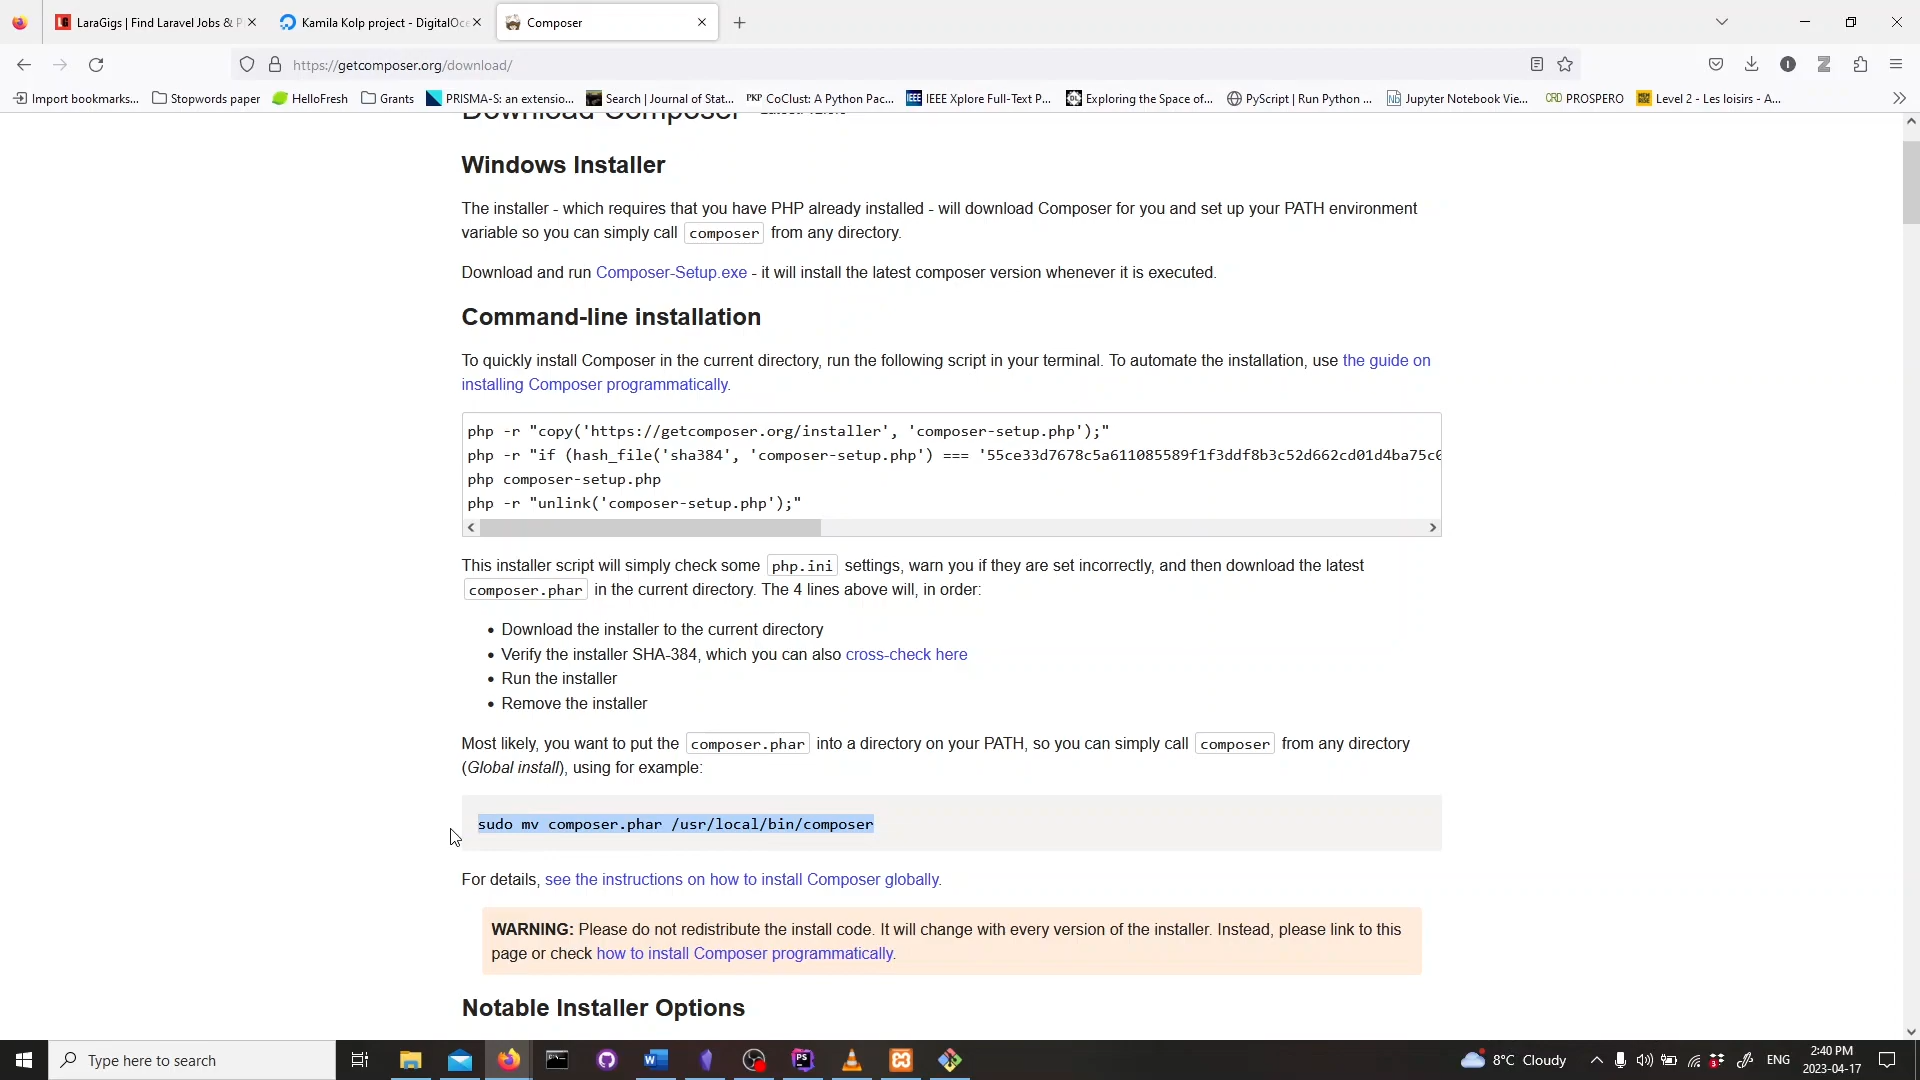 LaraGigs | Find Laravel Jobs & P
Kamila Kolp project - DigitalOce
Composer
https://getcomposer.org/download/
Import bookmarks...
Stopwords paper
HelloFresh
Grants
PRISMA-S: an extensio...
Search | Journal of Stat...
PKP CoClust: A Python Pac...
IEEE Xplore Full-Text P...
Exploring the Space of...
PyScript | Run Python ...
Jupyter Notebook Vie...
CRD PROSPERO
Level 2 - Les loisirs - A...
Download Composer
Windows Installer
The installer - which requires that you have PHP already installed - will download Composer for you and set up your PATH environment
variable so you can simply call composer from any directory.
Download and run Composer-Setup.exe - it will install the latest composer version whenever it is executed.
Command-line installation
To quickly install Composer in the current directory, run the following script in your terminal. To automate the installation, use the guide on
installing Composer programmatically.
php -r "copy('https://getcomposer.org/installer', 'composer-setup.php');"
php -r "if (hash_file('sha384', 'composer-setup.php') === '55ce33d7678c5a611085589f1f3ddf8b3c52d662cd01d4ba75c0
php composer-setup.php
php -r "unlink('composer-setup.php');"
This installer script will simply check some php.ini settings, warn you if they are set incorrectly, and then download the latest
composer.phar in the current directory. The 4 lines above will, in order:
• Download the installer to the current directory
• Verify the installer SHA-384, which you can also cross-check here
• Run the installer
• Remove the installer
Most likely, you want to put the composer.phar into a directory on your PATH, so you can simply call composer from any directory
(Global install), using for example:
sudo mv composer.phar /usr/local/bin/composer
For details, see the instructions on how to install Composer globally.
WARNING: Please do not redistribute the install code. It will change with every version of the installer. Instead, please link to this
page or check how to install Composer programmatically.
Notable Installer Options
Type here to search
8°C Cloudy
ENG
2:40 PM
2023-04-17